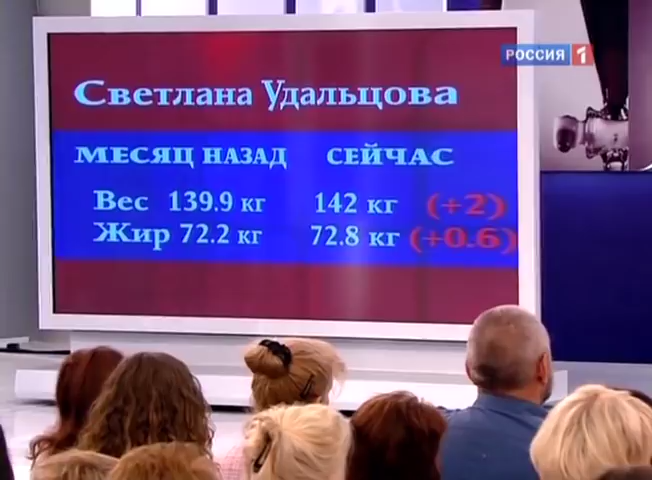 РОССИЯ 1
Светлана Удальцова
МЕСЯЦ НАЗАД СЕЙЧАС
Вес 139.9 кг 142 кг (+2)
Жир 72.2 кг 72.8 кг (+0.6)